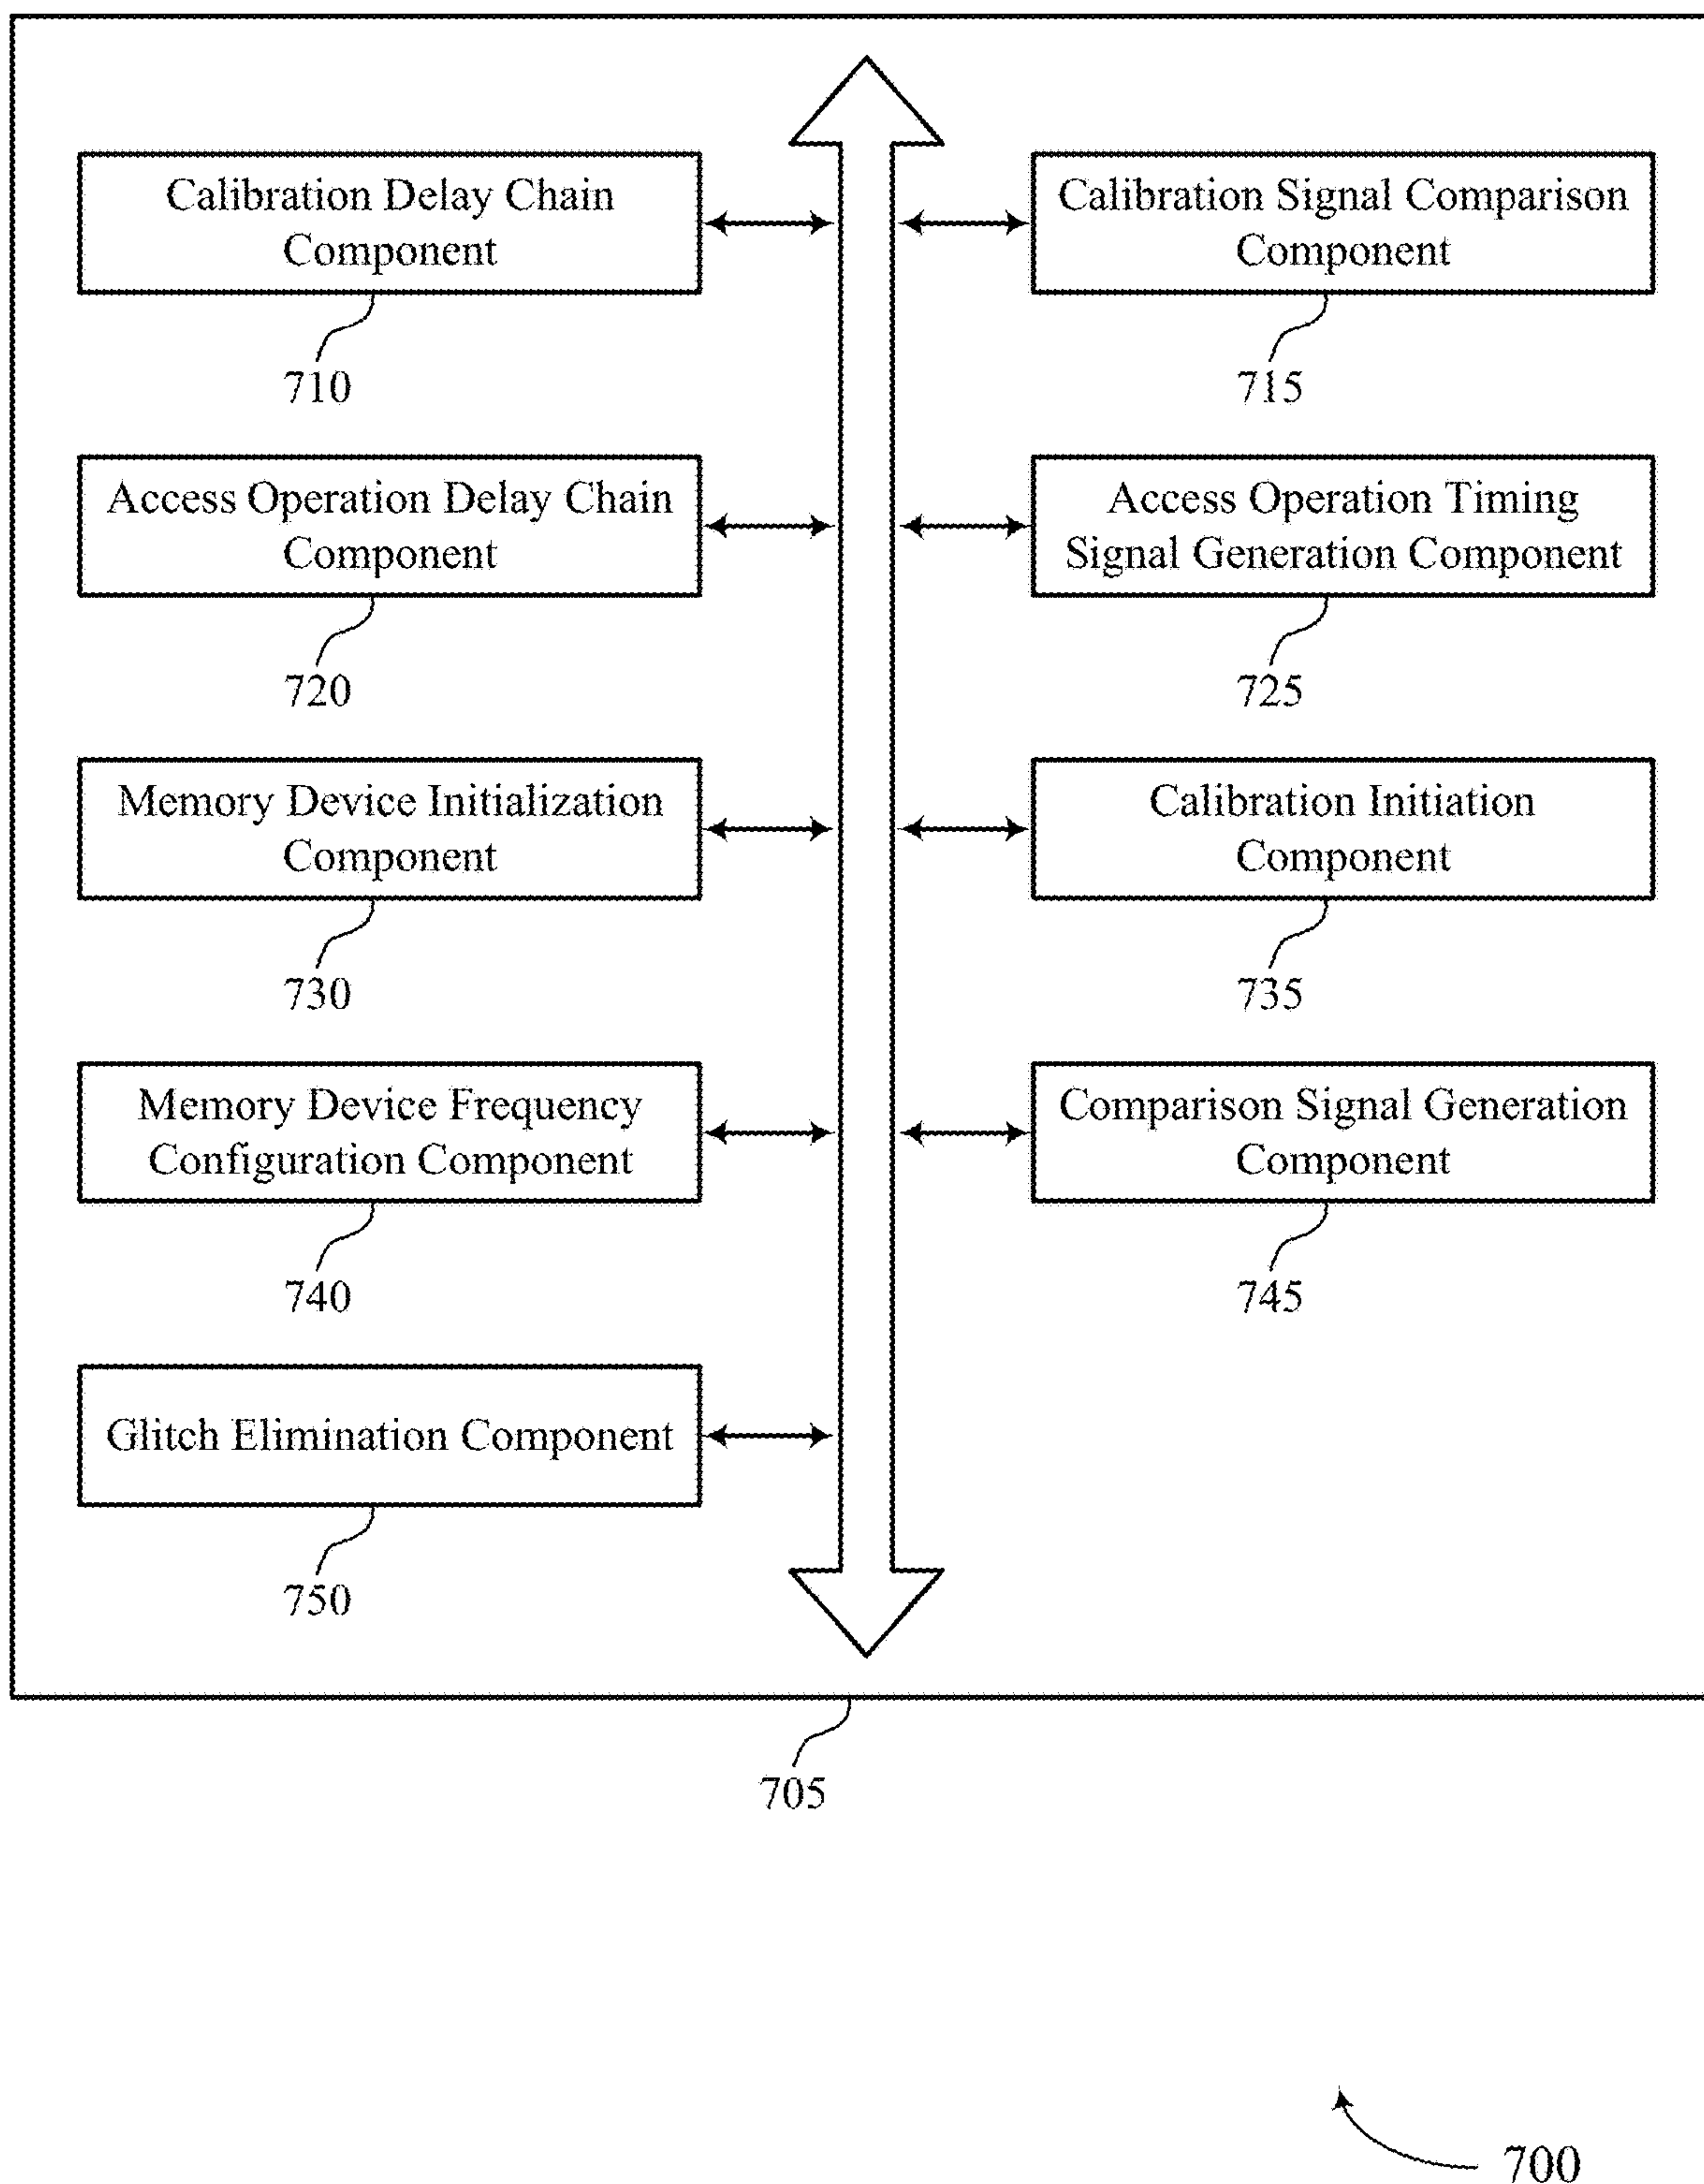 Calibration Delay Chain
Component
710
Calibration Signal Comparison
Component
715
Access Operation Delay Chain
Component
720
Access Operation Timing
Signal Generation Component
725
Memory Device Initialization
Component
730
Calibration Initiation
Component
735
Memory Device Frequency
Configuration Component
740
Comparison Signal Generation
Component
745
Glitch Elimination Component
750
705
700